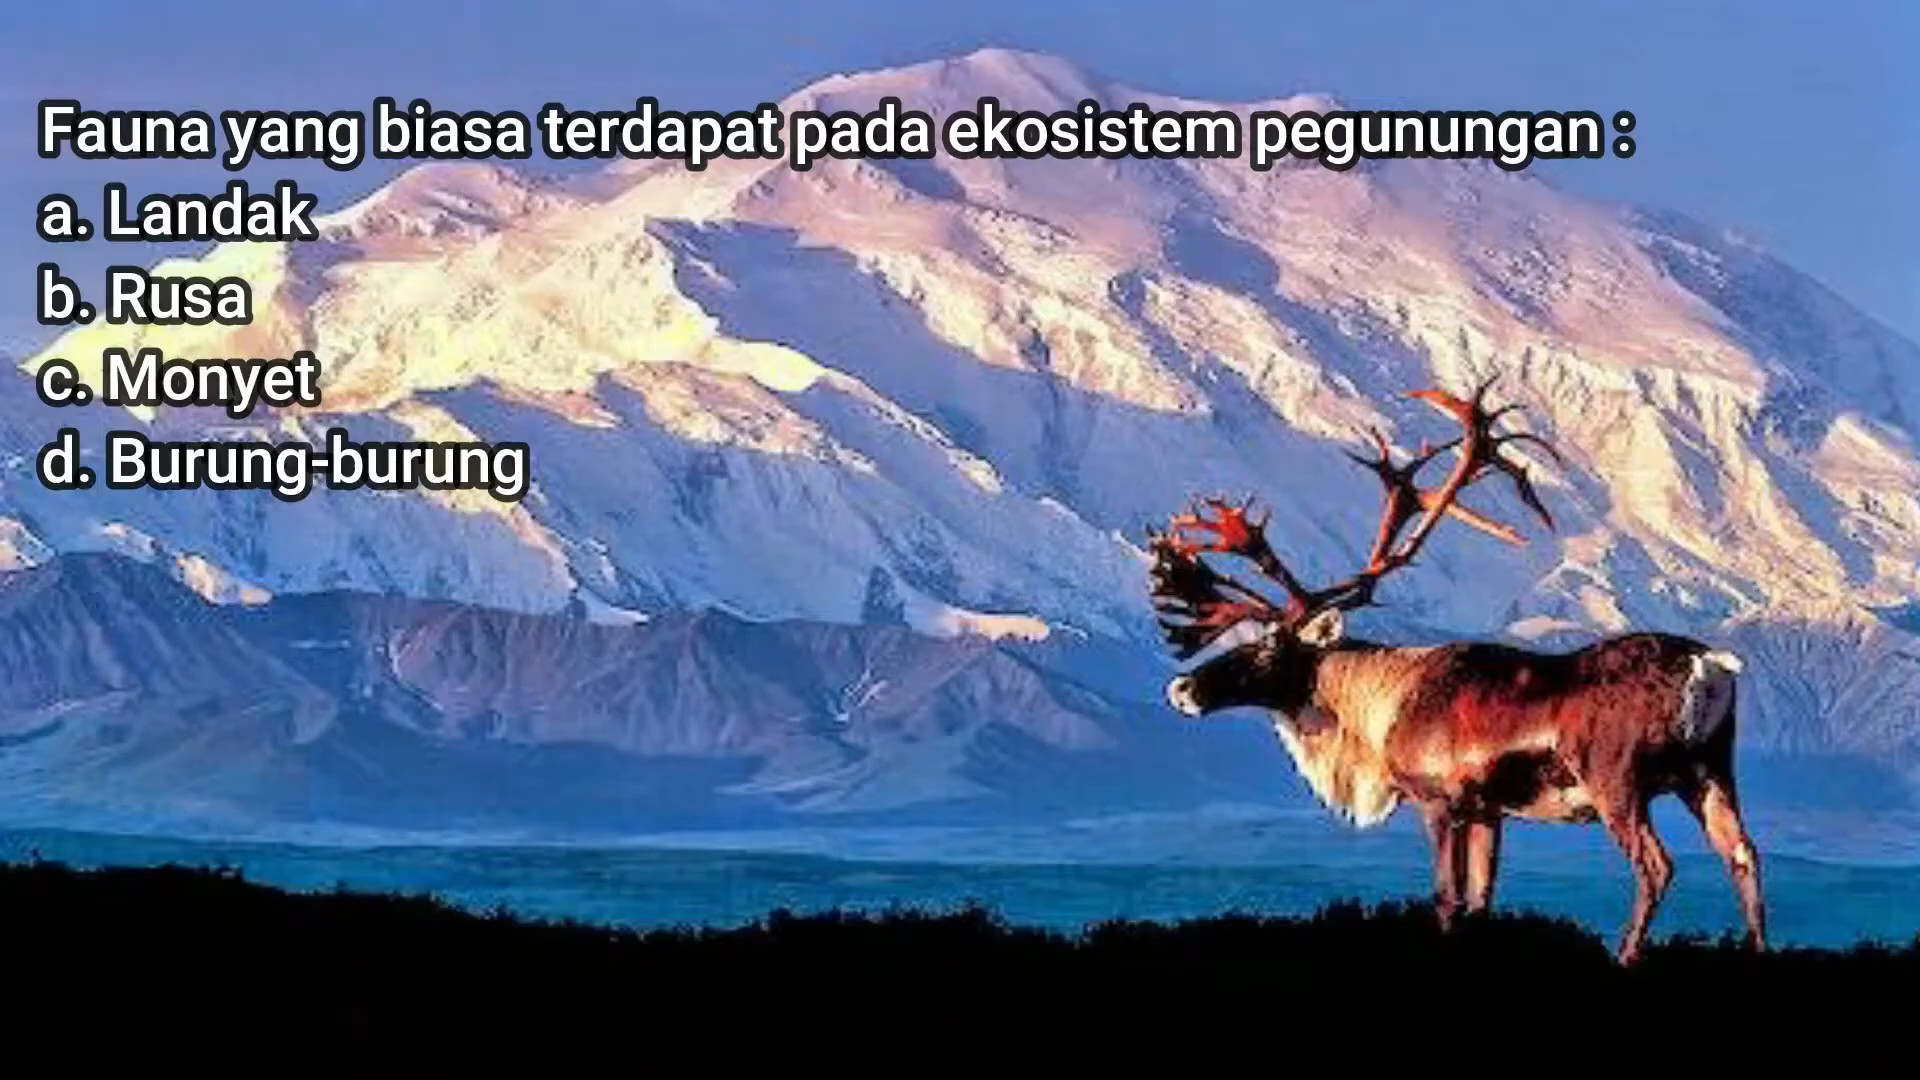 Fauna yang biasa terdapat pada ekosistem pegunungan :
a. Landak
b. Rusa
c. Monyet
d. Burung-burung